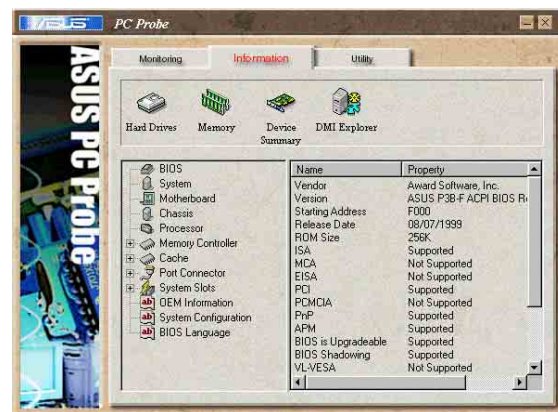 ASUS PC Probe
Monitoring Information Utility
ASUS PC Probe
Hard Drives Memory Device Summary DMI Explorer
BIOS
System
Motherboard
Chassis
Processor
Memory Controller
Cache
Port Connector
System Slots
OEM Information
System Configuration
BIOS Language
Name Property
Vendor Award Software, Inc.
Version ASUS P3B-F ACPI BIOS R
Starting Address F000
Release Date 08/07/1999
ROM Size 256K
ISA Supported
MCA Not Supported
EISA Not Supported
PCI Supported
PCMCIA Not Supported
PnP Supported
APM Supported
BIOS is Upgradeable Supported
BIOS Shadowing Supported
VL-VESA Not Supported